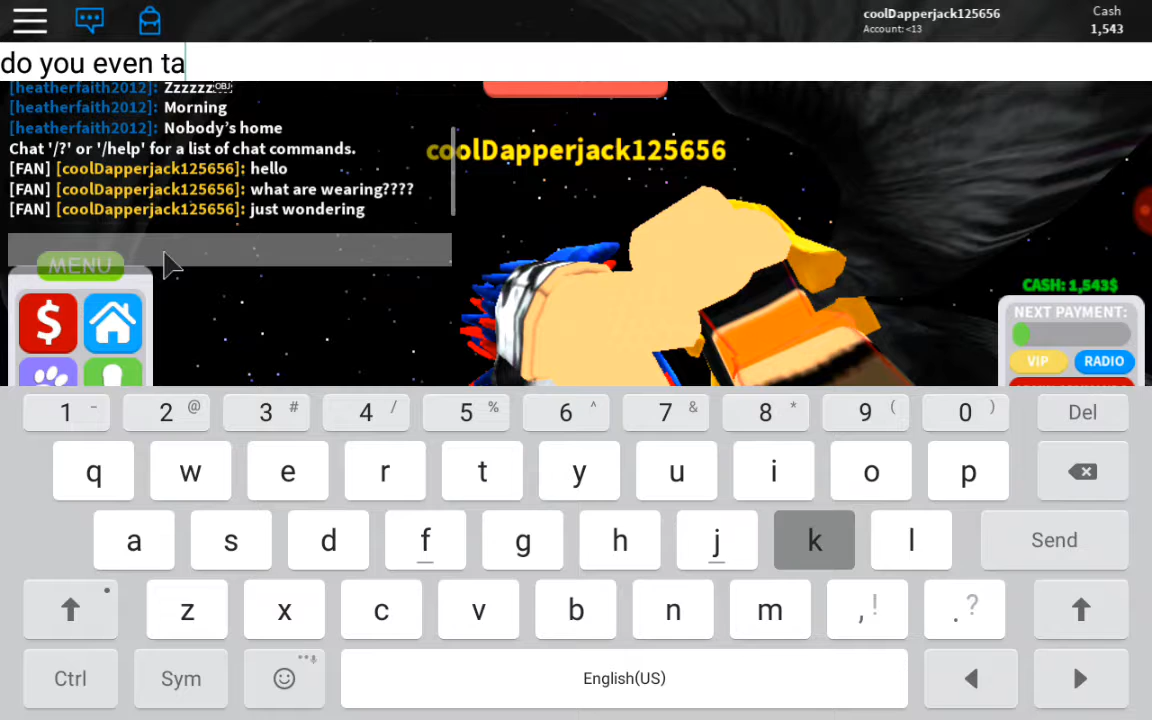 coolDapperjack125656
Account: <13
Cash
1,543
do you even ta
[heatherfaith2012]: Zzzzzz OBJ
[heatherfaith2012]: Morning
[heatherfaith2012]: Nobody’s home
Chat '/?' or '/help' for a list of chat commands.
[FAN] [coolDapperjack125656]: hello
[FAN] [coolDapperjack125656]: what are wearing????
[FAN] [coolDapperjack125656]: just wondering
coolDapperjack125656
MENU
$
CASH: 1,543$
NEXT PAYMENT:
VIP RADIO
1 - 2 @ 3 # 4 / 5 % 6 ^ 7 & 8 * 9 ( 0 ) Del
q w e r t y u i o p
a s d f g h j k l Send
z x c v b n m , ! . ?
Ctrl Sym English(US)